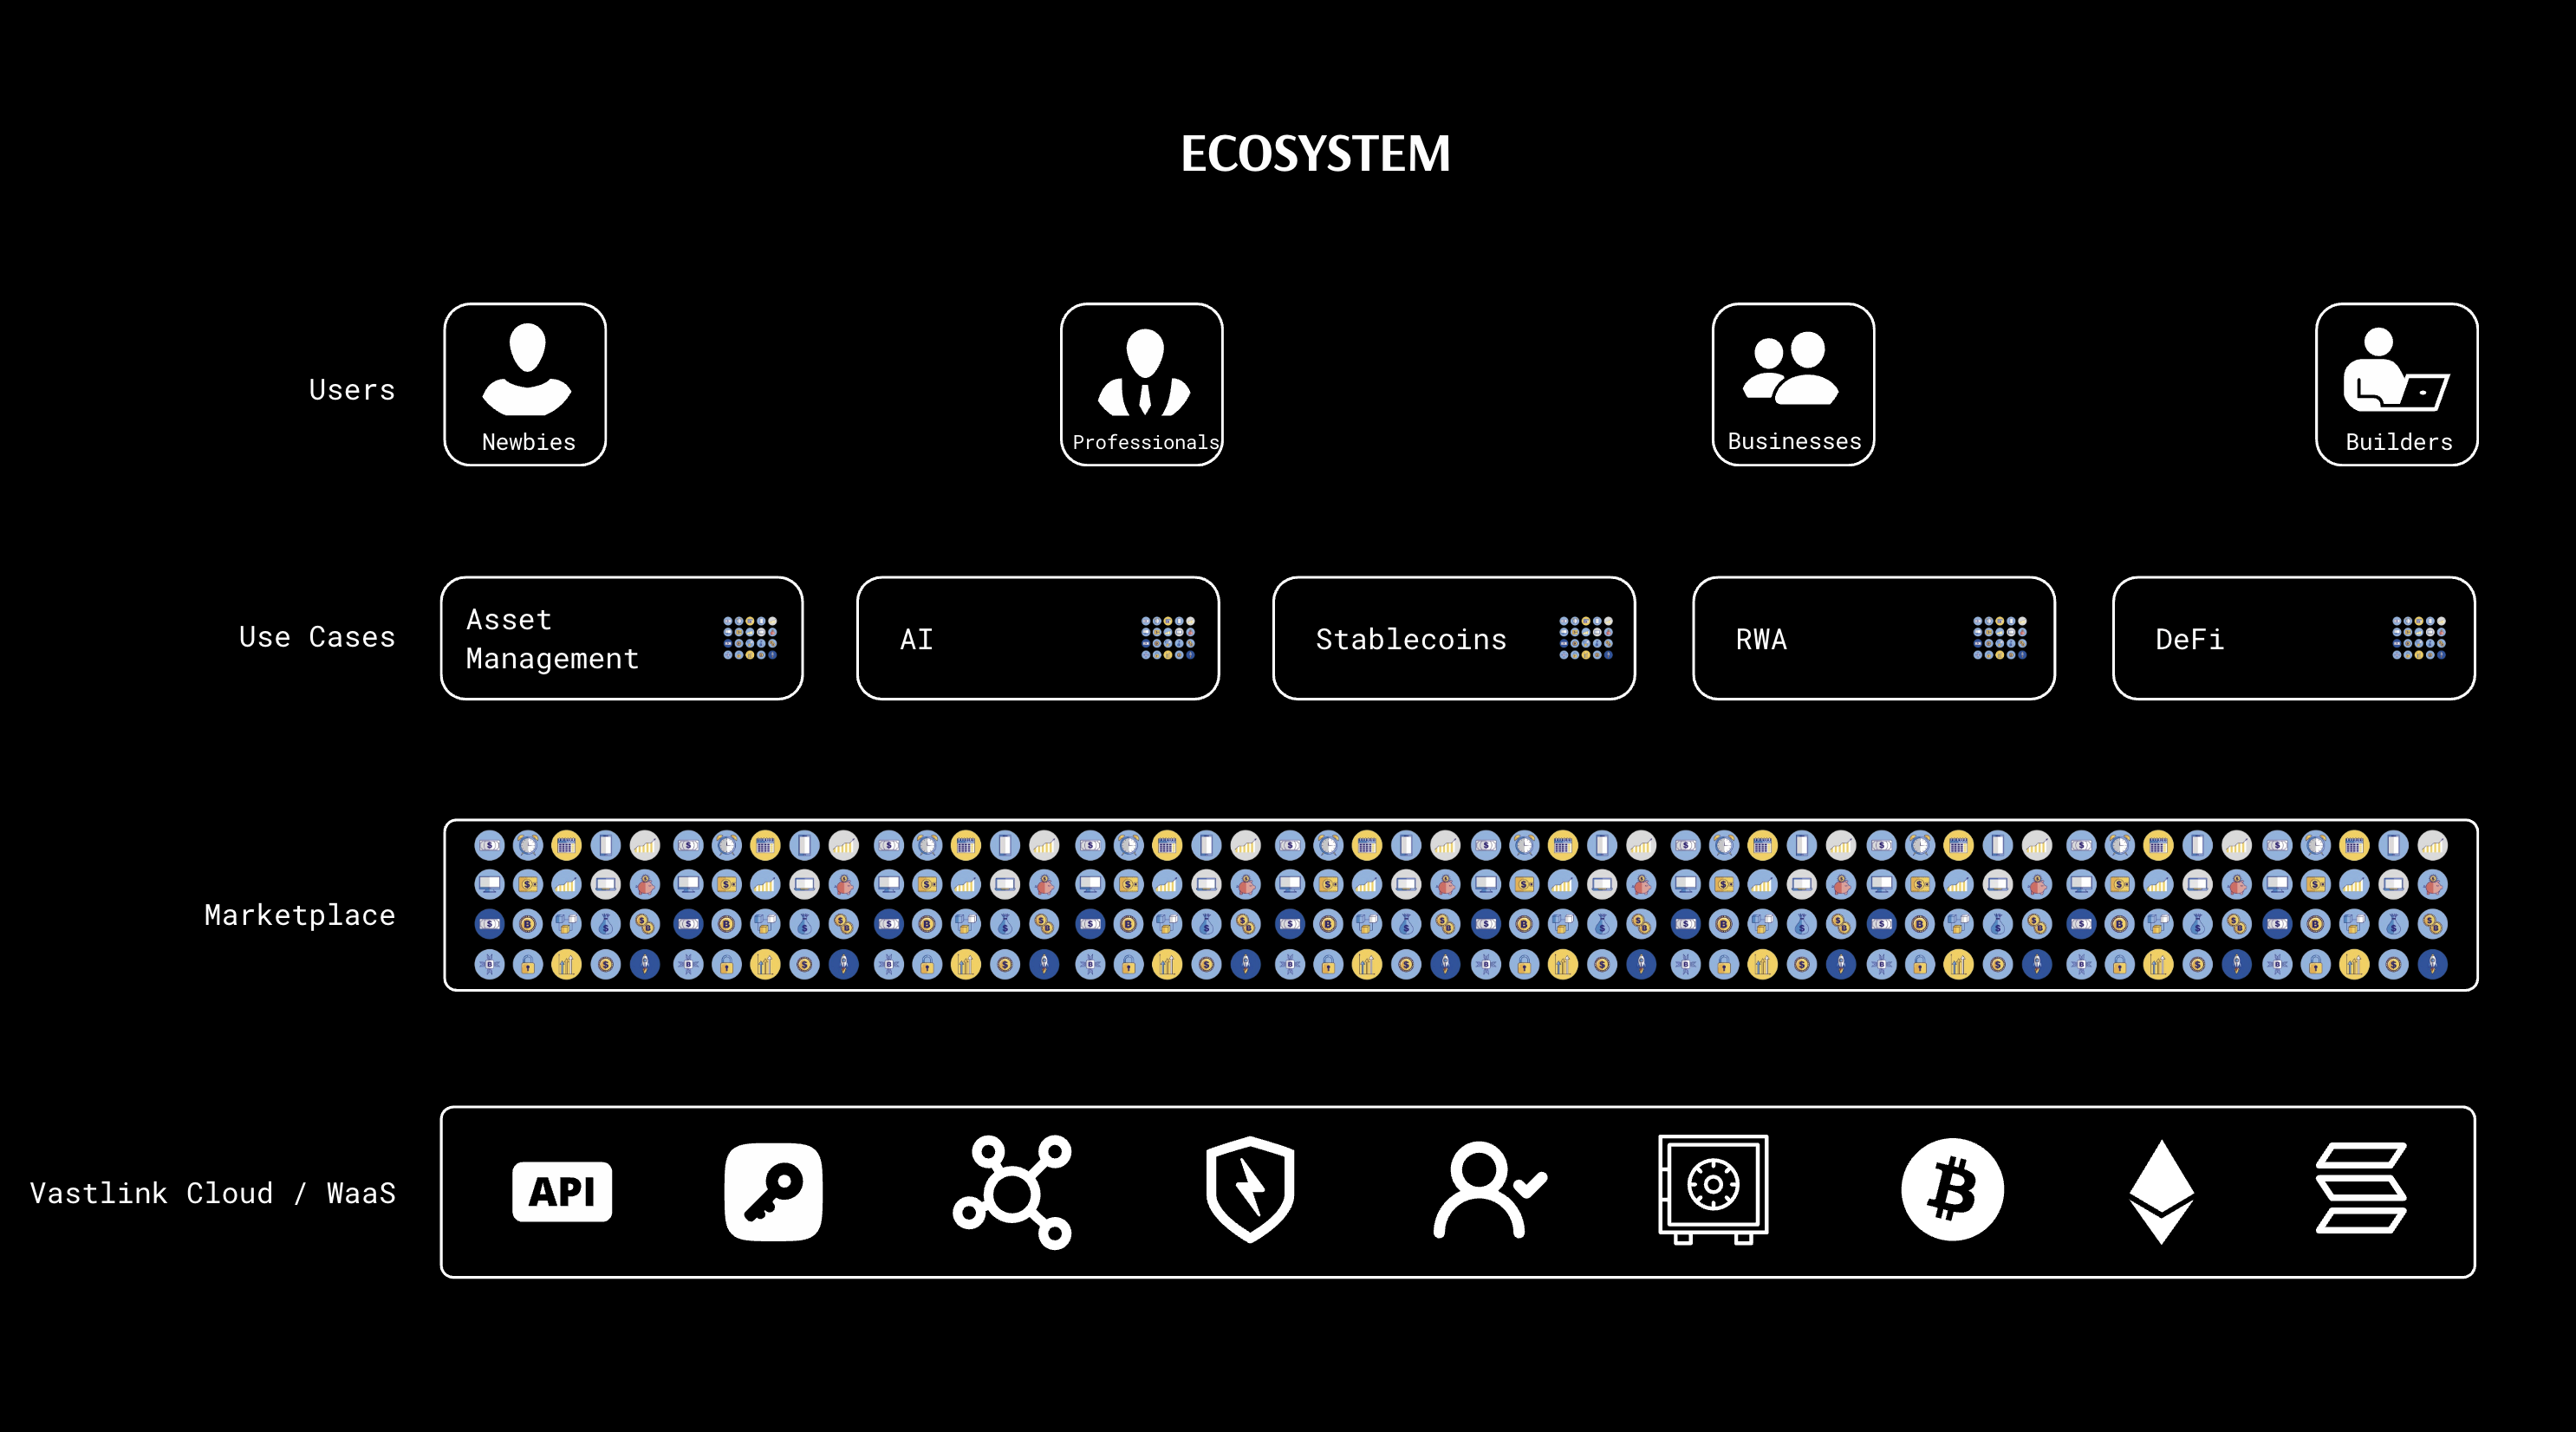 ECOSYSTEM
Users
Newbies
Professionals
Businesses
Builders
Use Cases
Asset
Management
AI
Stablecoins
RWA
DeFi
Marketplace
Vastlink Cloud / WaaS
API